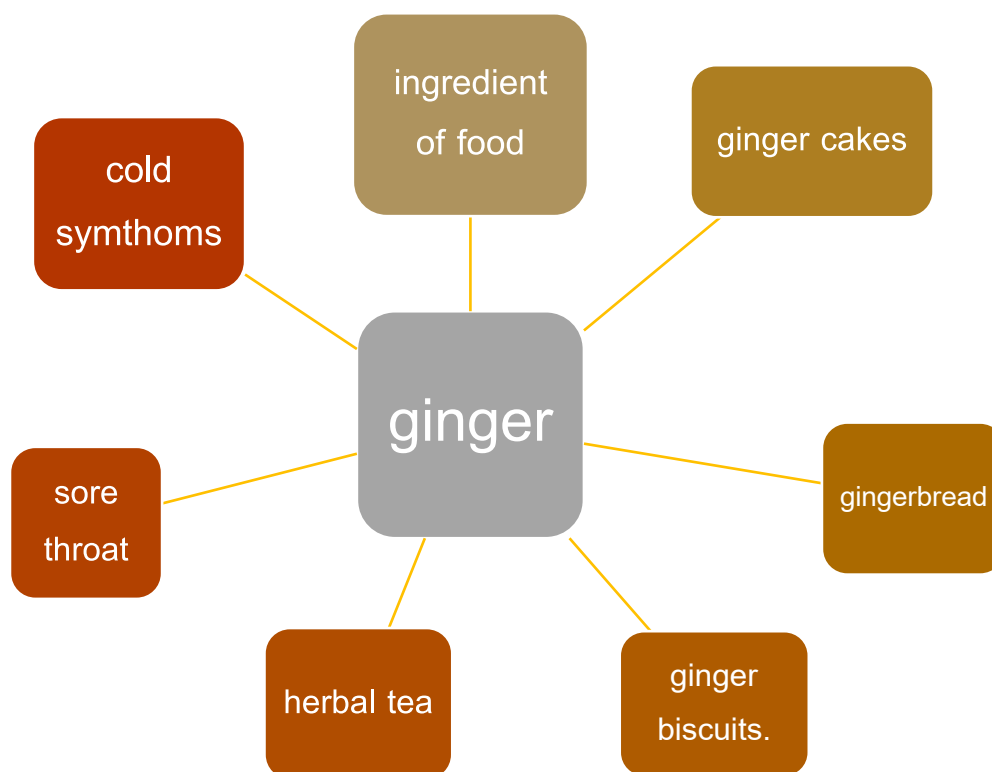 ingredient
of food
ginger cakes
cold
symthoms
ginger
gingerbread
sore
throat
herbal tea
ginger
biscuits.